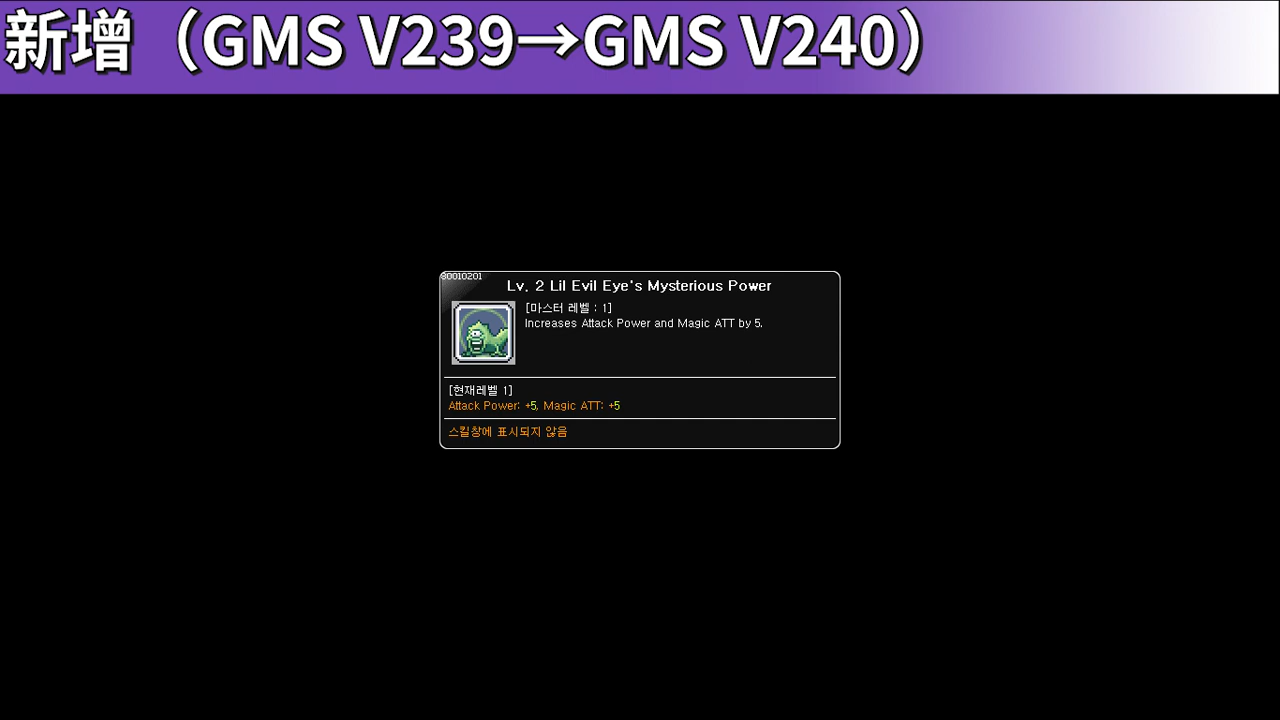 新增（GMS V239→GMS V240）
80010201
Lv. 2 Lil Evil Eye's Mysterious Power
[마스터 레벨 : 1]
Increases Attack Power and Magic ATT by 5.
[현재레벨 1]
Attack Power: +5, Magic ATT: +5
스킬창에 표시되지 않음